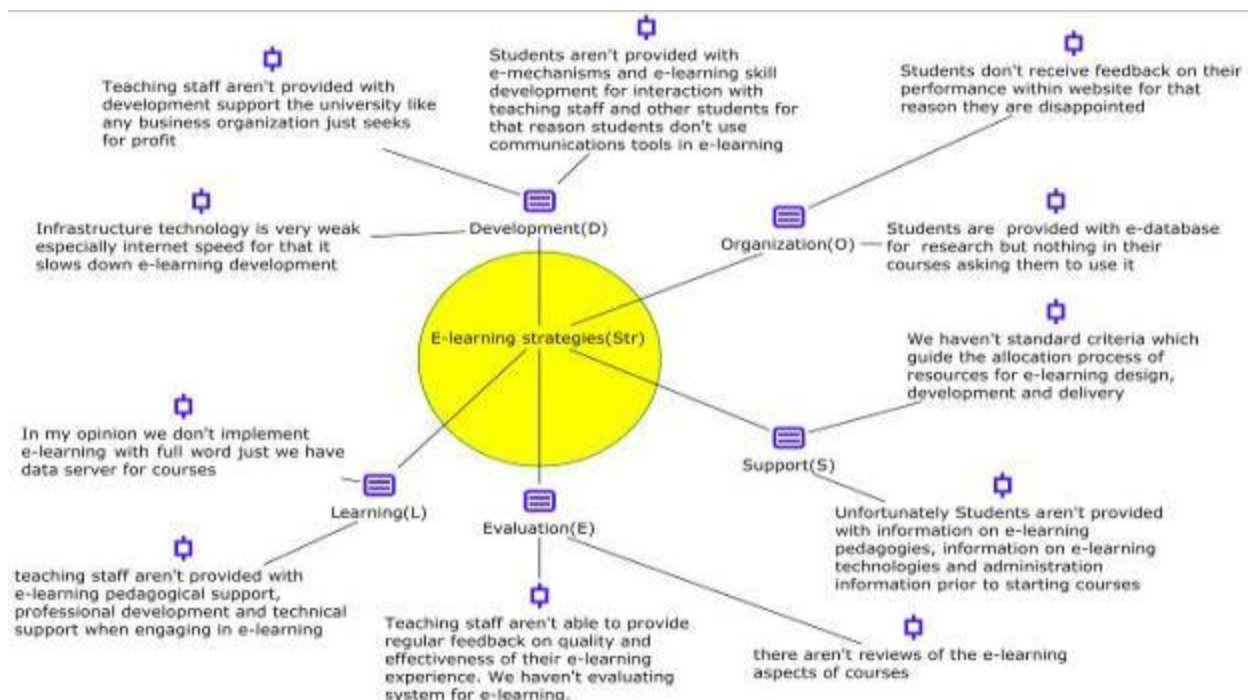 Teaching staff aren't provided with
development support the university like
any business organization just seeks
for profit
Students aren't provided with
e-mechanisms and e-learning skill
development for interaction with
teaching staff and other students for
that reason students don't use
communications tools in e-learning
Students don't receive feedback on their
performance within website for that
reason they are disappointed
Infrastructure technology is very weak
especially internet speed for that it
slows down e-learning development
Development(D)
Organization(O)
Students are provided with e-database
for research but nothing in their
courses asking them to use it
E-learning strategies(Str)
We haven't standard criteria which
guide the allocation process of
resources for e-learning design,
development and delivery
In my opinion we don't implement
e-learning with full word just we have
data server for courses
Learning(L)
Evaluation(E)
Support(S)
Unfortunately Students aren't provided
with information on e-learning
pedagogies, information on e-learning
technologies and administration
information prior to starting courses
teaching staff aren't provided with
e-learning pedagogical support,
professional development and technical
support when engaging in e-learning
Teaching staff aren't able to provide
regular feedback on quality and
effectiveness of their e-learning
experience. We haven't evaluating
system for e-learning.
there aren't reviews of the e-learning
aspects of courses